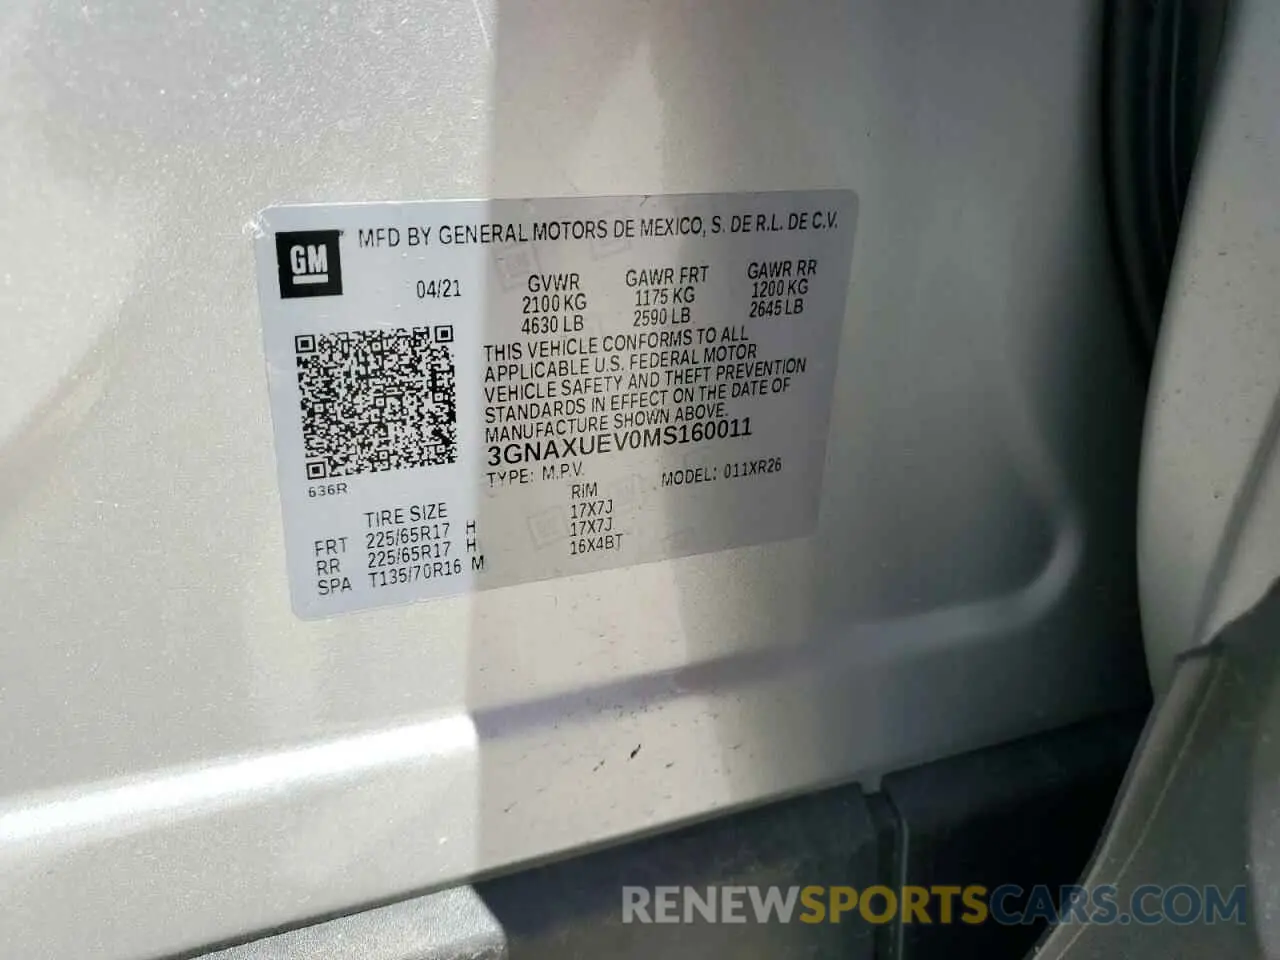 GM
MFD BY GENERAL MOTORS DE MEXICO, S. DE R.L. DE C.V.
04/21
GVWR GAWR FRT GAWR RR
2100 KG 1175 KG 1200 KG
4630 LB 2590 LB 2645 LB
THIS VEHICLE CONFORMS TO ALL
APPLICABLE U.S. FEDERAL MOTOR
VEHICLE SAFETY AND THEFT PREVENTION
STANDARDS IN EFFECT ON THE DATE OF
MANUFACTURE SHOWN ABOVE.
3GNAXUEV0MS160011
TYPE: M.P.V. MODEL: 011XR26
636R
TIRE SIZE RIM
FRT 225/65R17 H 17X7J
RR 225/65R17 H 17X7J
SPA T135/70R16 M 16X4BT
RENEWSPORTSCARS.COM